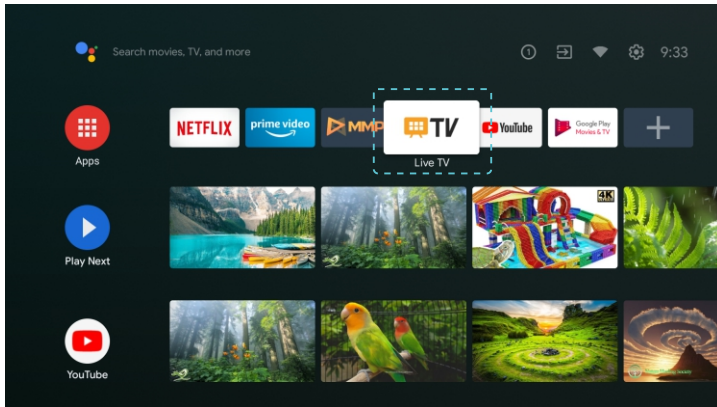 Search movies, TV, and more
1
9:33
NETFLIX
prime video
MMP
TV
YouTube
Google Play
Movies & TV
Apps
Live TV
4K
Play Next
YouTube